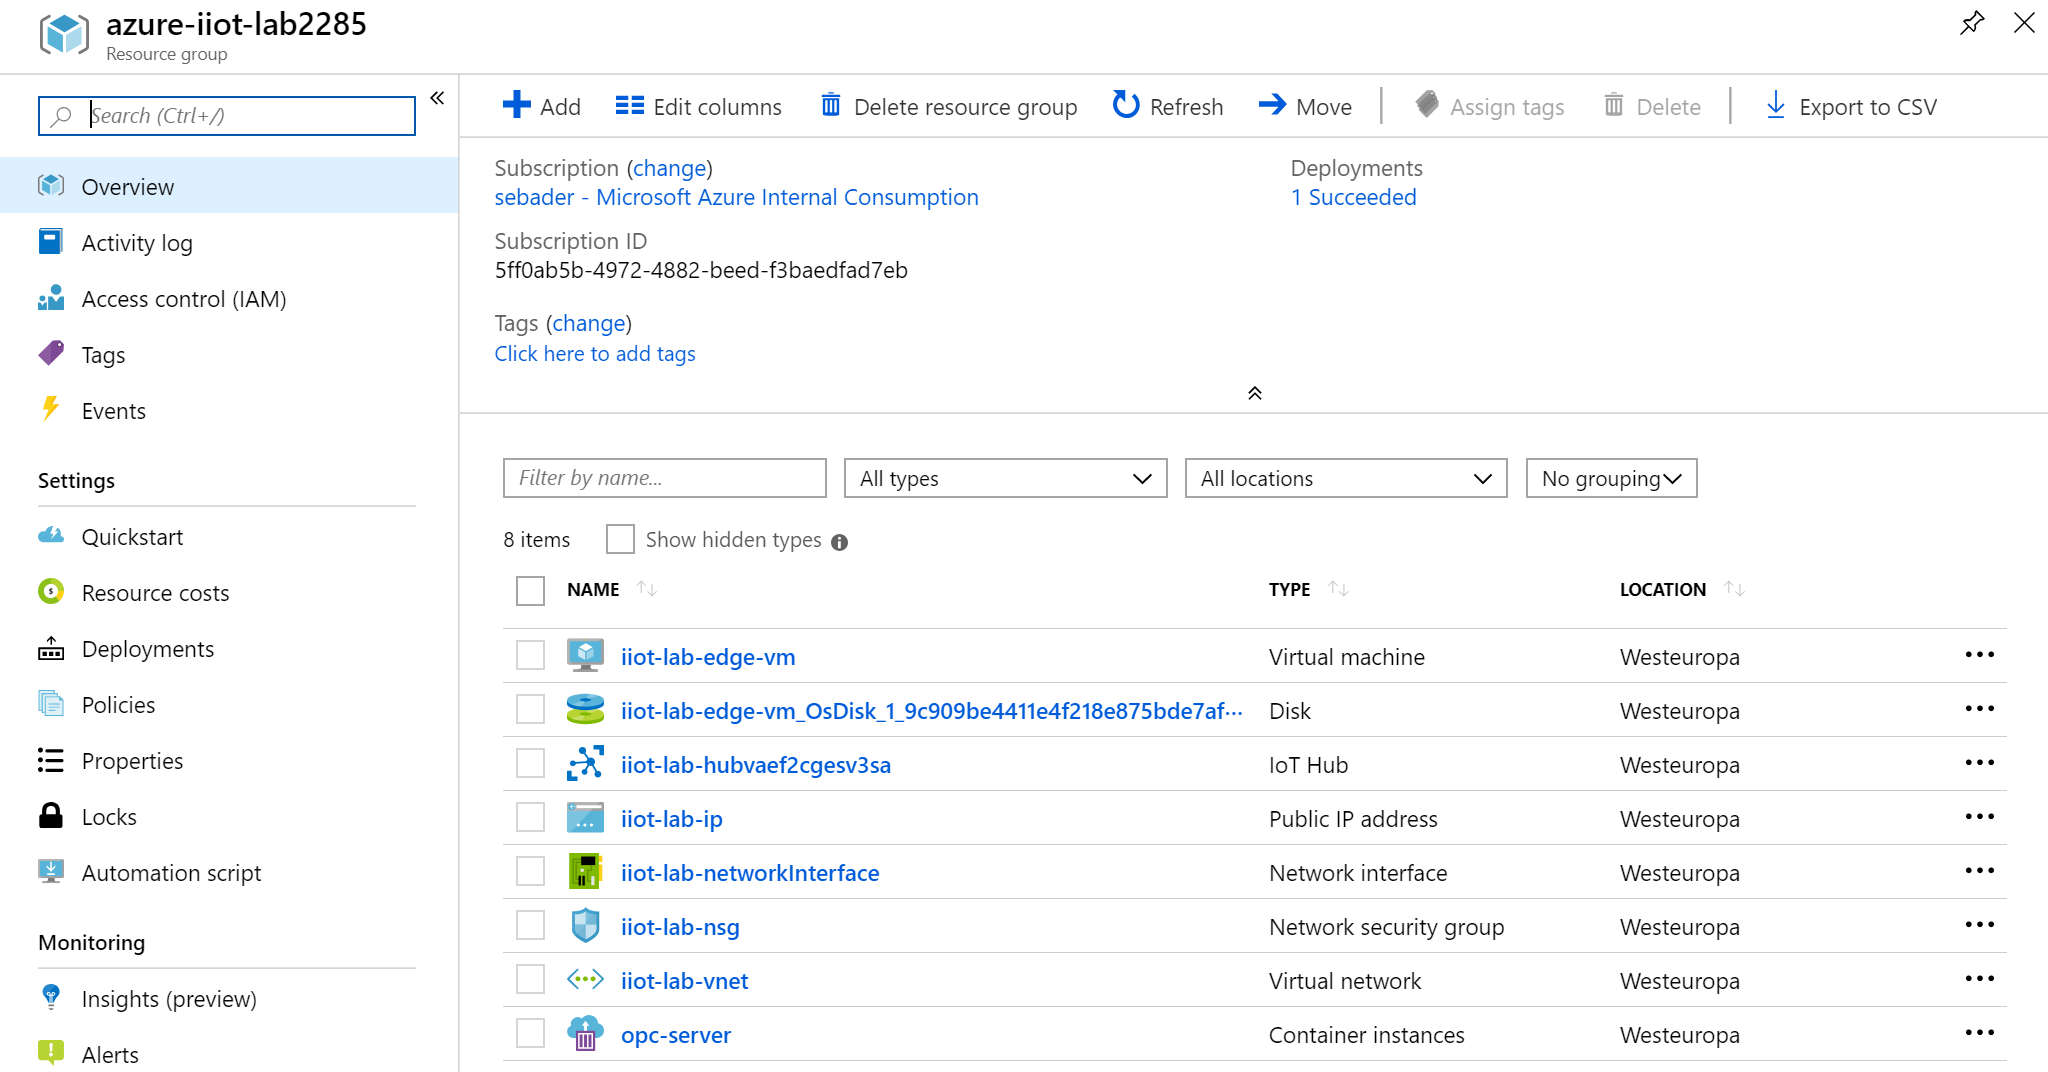 azure-iiot-lab2285
Resource group
Search (Ctrl+/)
Overview
Activity log
Access control (IAM)
Tags
Events
Settings
Quickstart
Resource costs
Deployments
Policies
Properties
Locks
Automation script
Monitoring
Insights (preview)
Alerts
Add Edit columns Delete resource group Refresh Move Assign tags Delete Export to CSV
Subscription (change)
sebader - Microsoft Azure Internal Consumption
Deployments
1 Succeeded
Subscription ID
5ff0ab5b-4972-4882-beed-f3baedfad7eb
Tags (change)
Click here to add tags
Filter by name... All types All locations No grouping
8 items Show hidden types
NAME TYPE LOCATION
iiot-lab-edge-vm Virtual machine Westeuropa
iiot-lab-edge-vm_OsDisk_1_9c909be4411e4f218e875bde7af... Disk Westeuropa
iiot-lab-hubvaef2cgesv3sa IoT Hub Westeuropa
iiot-lab-ip Public IP address Westeuropa
iiot-lab-networkInterface Network interface Westeuropa
iiot-lab-nsg Network security group Westeuropa
iiot-lab-vnet Virtual network Westeuropa
opc-server Container instances Westeuropa